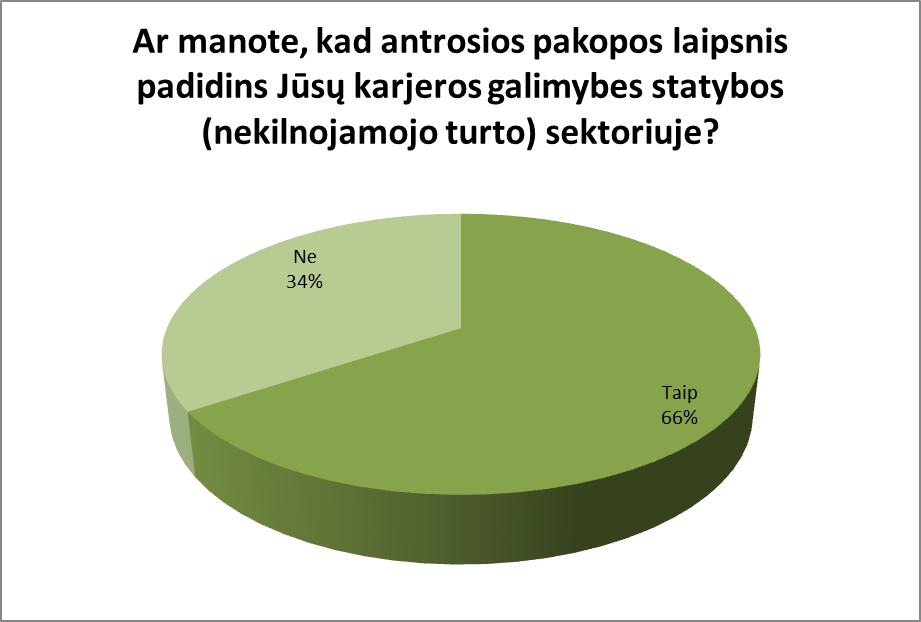 Ar manote, kad antrosios pakopos laipsnis
padidins Jūsų karjeros galimybes statybos
(nekilnojamojo turto) sektoriuje?
Ne
34%
Taip
66%